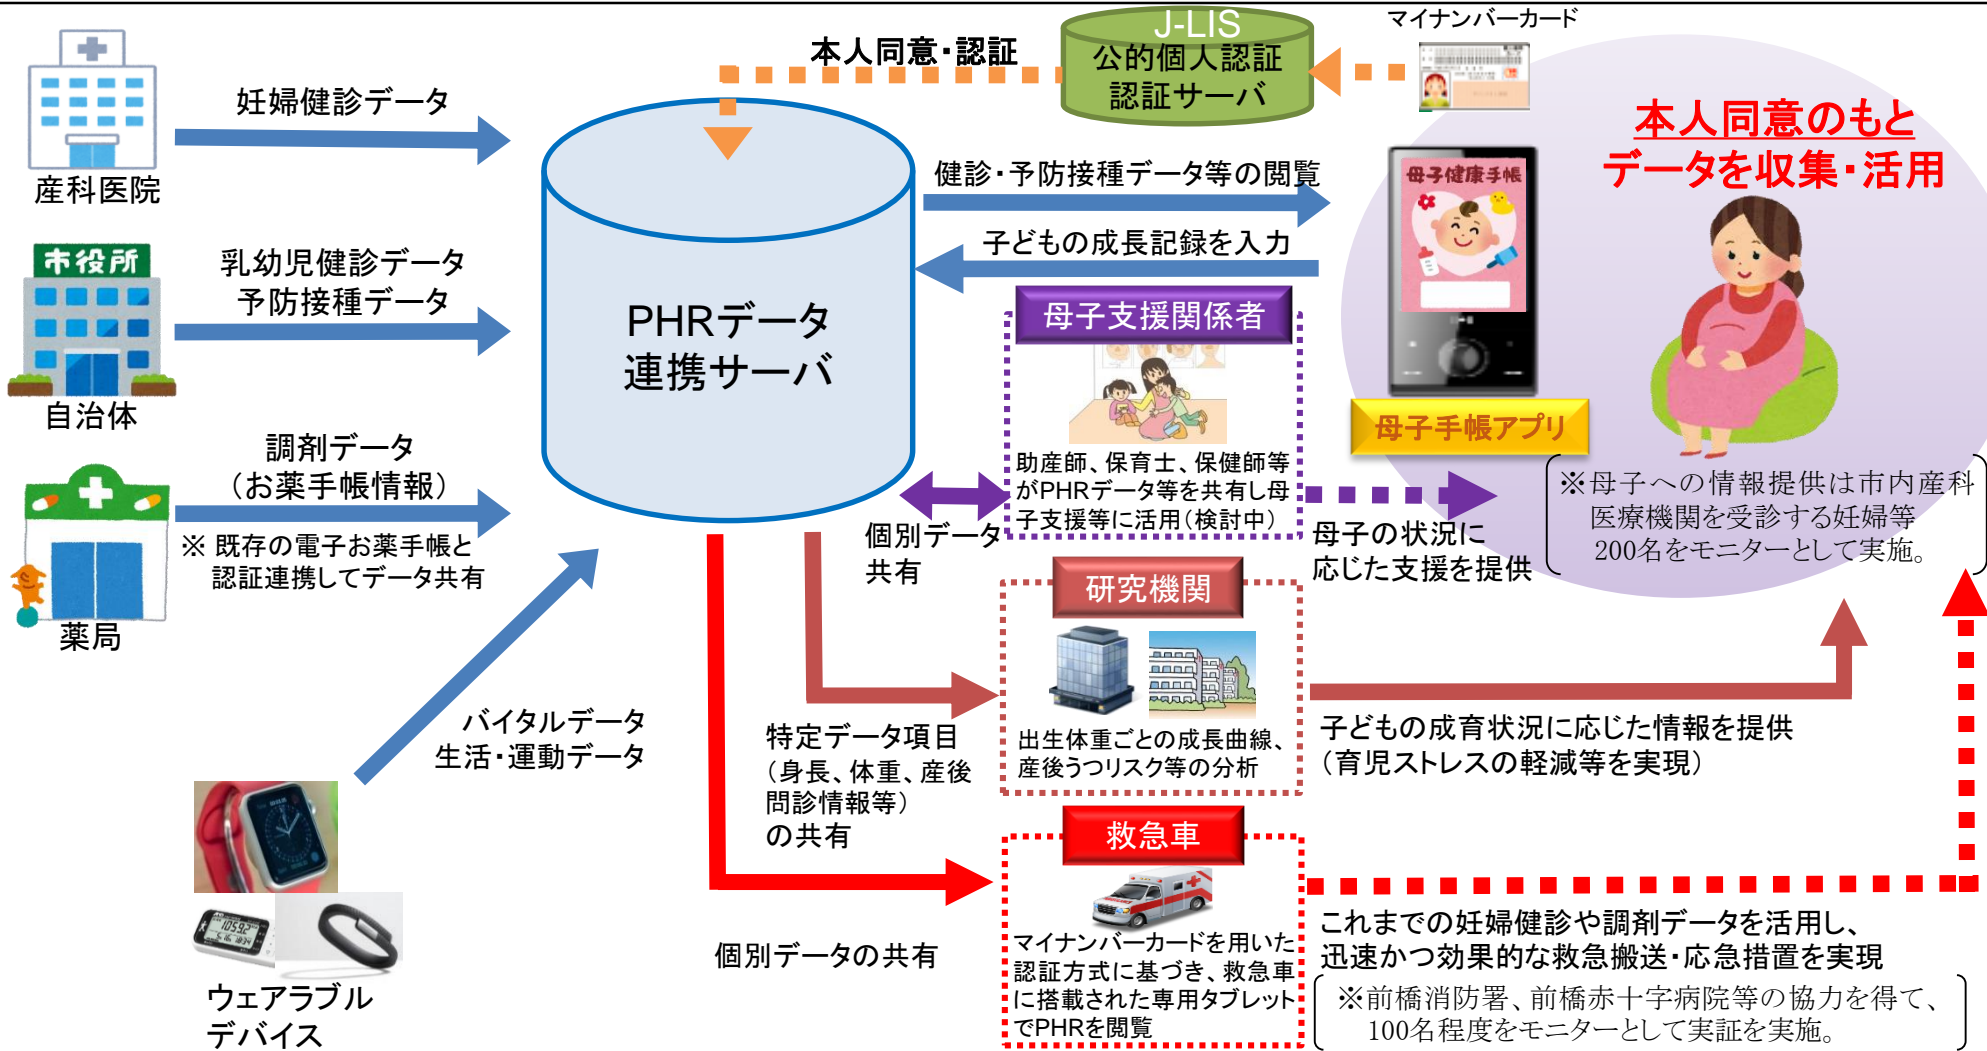 J-LIS
公的個人認証
認証サーバ
マイナンバーカード
本人同意・認証
妊婦健診データ
産科医院
市役所
乳幼児健診データ
予防接種データ
自治体
調剤データ
（お薬手帳情報）
※ 既存の電子お薬手帳と
認証連携してデータ共有
薬局
バイタルデータ
生活・運動データ
ウェアラブル
デバイス
PHRデータ
連携サーバ
健診・予防接種データ等の閲覧
子どもの成長記録を入力
母子健康手帳
母子手帳アプリ
本人同意のもと
データを収集・活用
※母子への情報提供は市内産科
医療機関を受診する妊婦等
200名をモニターとして実施。
母子支援関係者
助産師、保育士、保健師等
がPHRデータ等を共有し母
子支援等に活用（検討中）
個別データ
共有
母子の状況に
応じた支援を提供
研究機関
出生体重ごとの成長曲線、
産後うつリスク等の分析
特定データ項目
（身長、体重、産後
問診情報等）
の共有
子どもの成育状況に応じた情報を提供
（育児ストレスの軽減等を実現）
救急車
マイナンバーカードを用いた
認証方式に基づき、救急車
に搭載された専用タブレット
でPHRを閲覧
個別データの共有
これまでの妊婦健診や調剤データを活用し、
迅速かつ効果的な救急搬送・応急措置を実現
※前橋消防署、前橋赤十字病院等の協力を得て、
100名程度をモニターとして実証を実施。